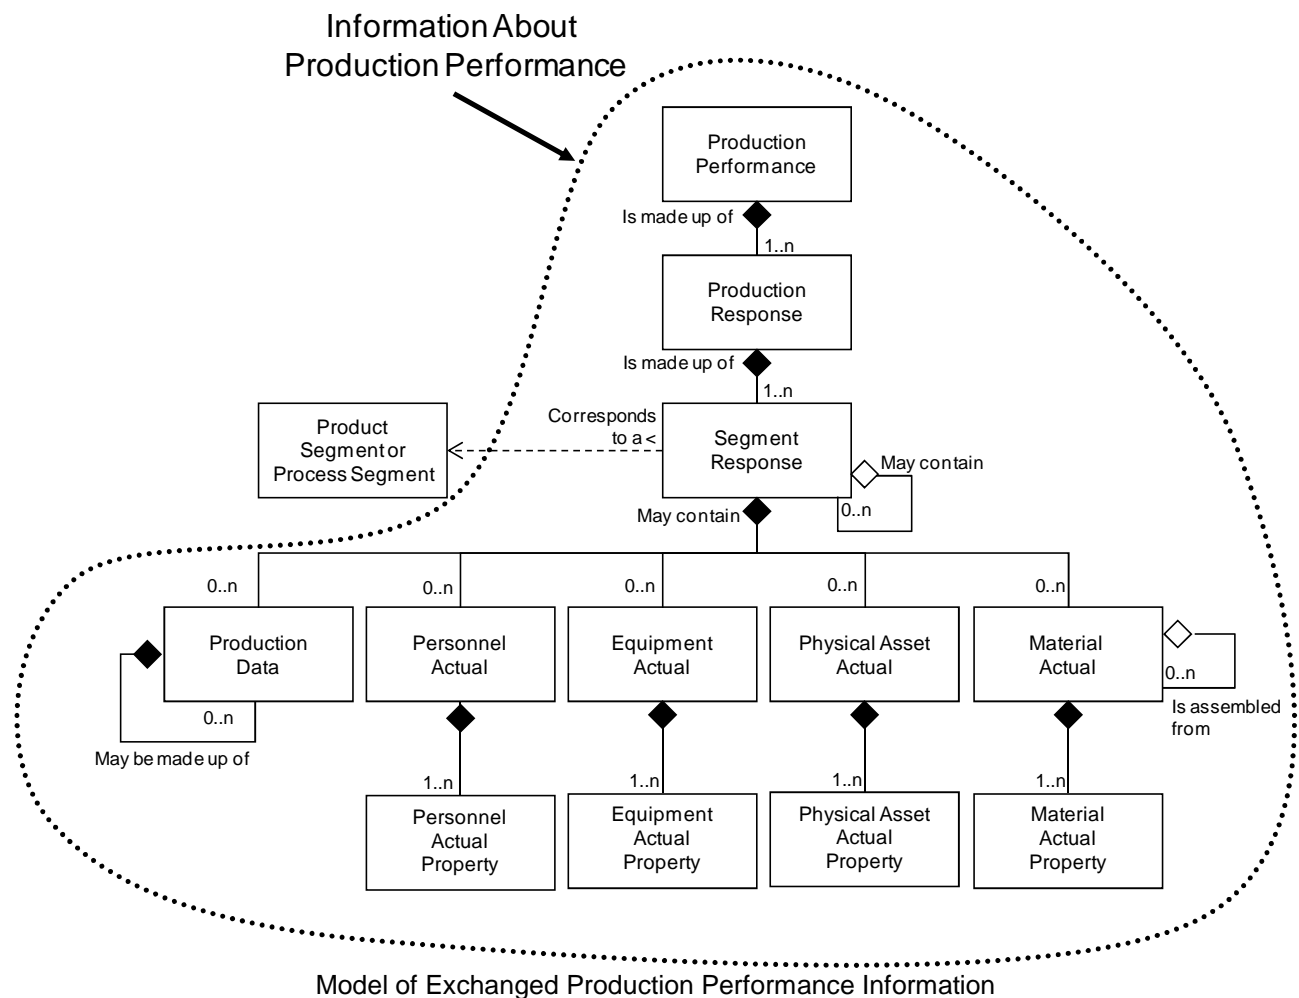 Information About
Production Performance
Production
Performance
Is made up of
1..n
Production
Response
Is made up of
1..n
Corresponds
to a <
Product
Segment or
Process Segment
Segment
Response
May contain
0..n
May contain
0..n
0..n
0..n
0..n
0..n
Production
Data
Personnel
Actual
Equipment
Actual
Physical Asset
Actual
Material
Actual
0..n
0..n
Is assembled
from
May be made up of
1..n
1..n
1..n
1..n
Personnel
Actual
Property
Equipment
Actual
Property
Physical Asset
Actual
Property
Material
Actual
Property
Model of Exchanged Production Performance Information